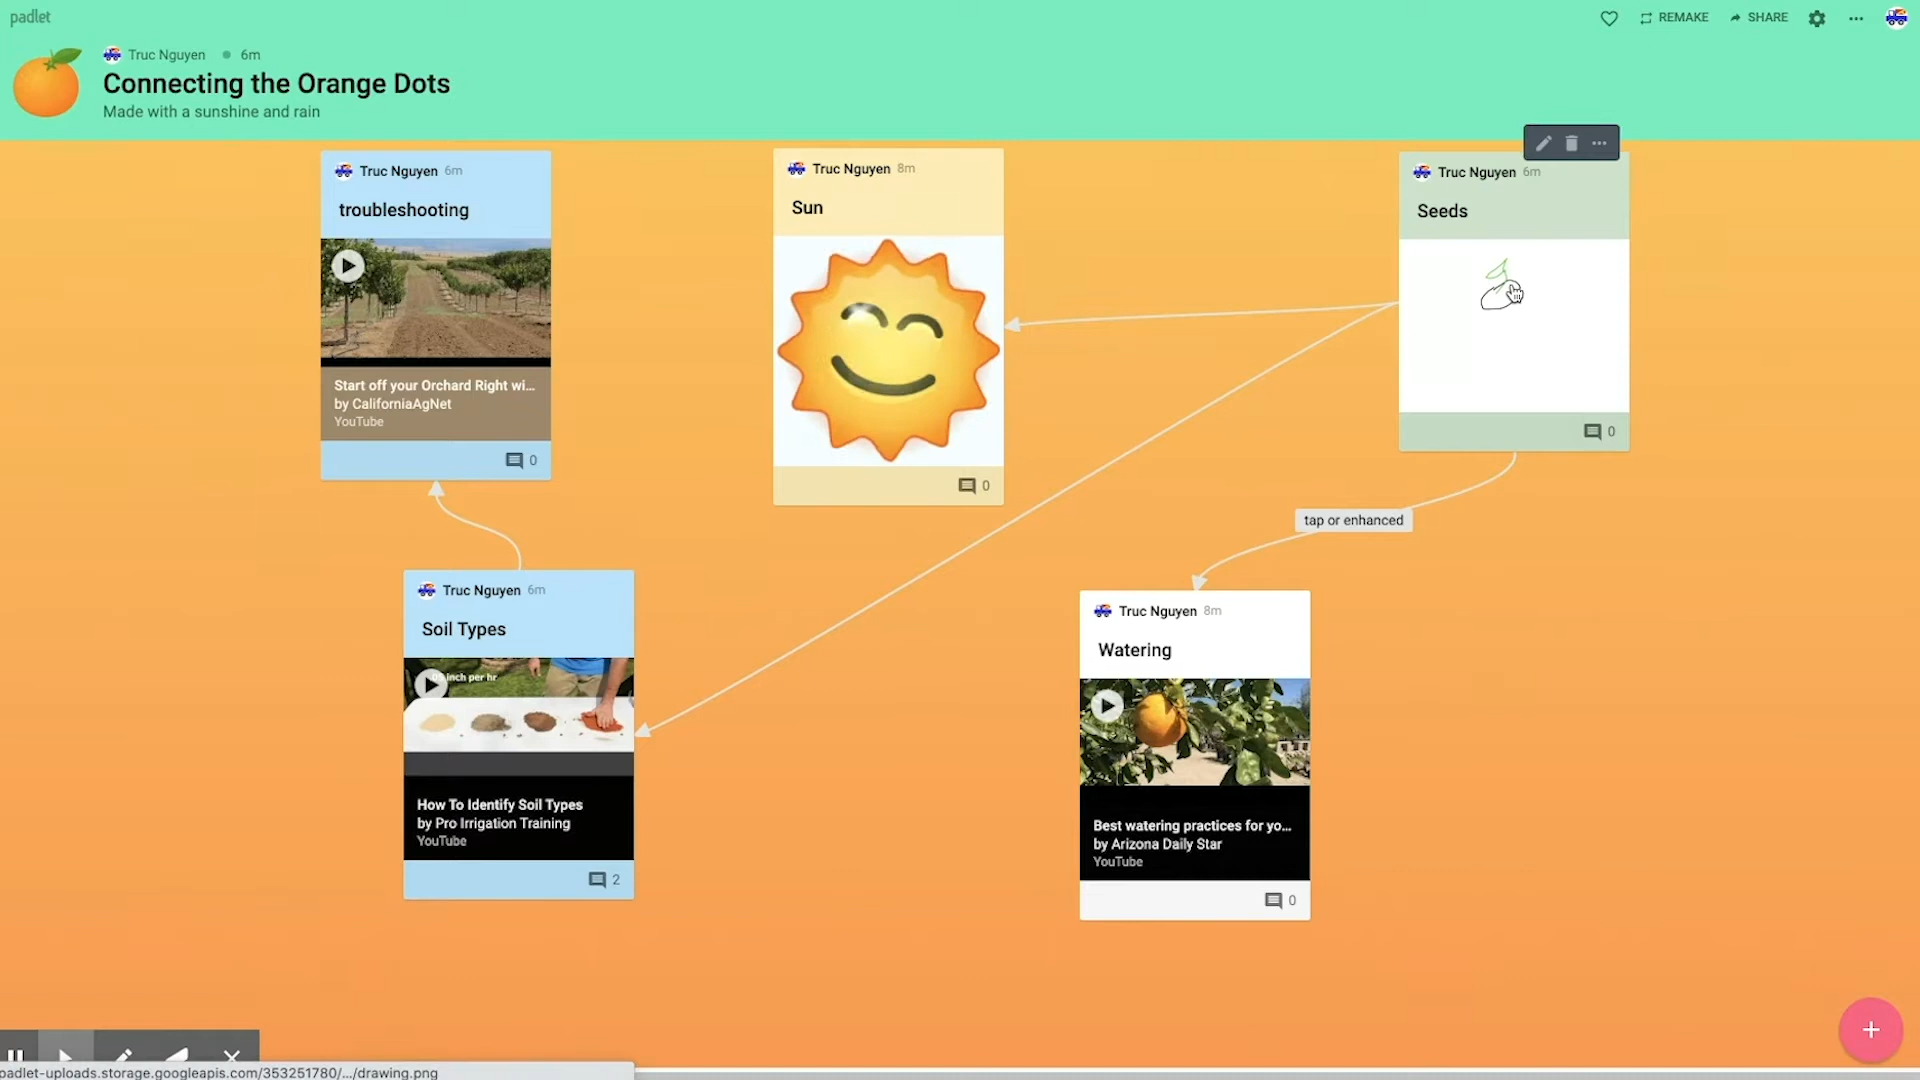 padlet
REMAKE
SHARE
Truc Nguyen 6m
Connecting the Orange Dots
Made with a sunshine and rain
Truc Nguyen 6m
troubleshooting
Start off your Orchard Right wi...
by CaliforniaAgNet
YouTube
0
Truc Nguyen 8m
Sun
0
Truc Nguyen 6m
Seeds
0
tap or enhanced
Truc Nguyen 6m
Soil Types
inch per hr
How To Identify Soil Types
by Pro Irrigation Training
YouTube
2
Truc Nguyen 8m
Watering
Best watering practices for yo...
by Arizona Daily Star
YouTube
0
padlet-uploads.storage.googleapis.com/353251780/.../drawing.png